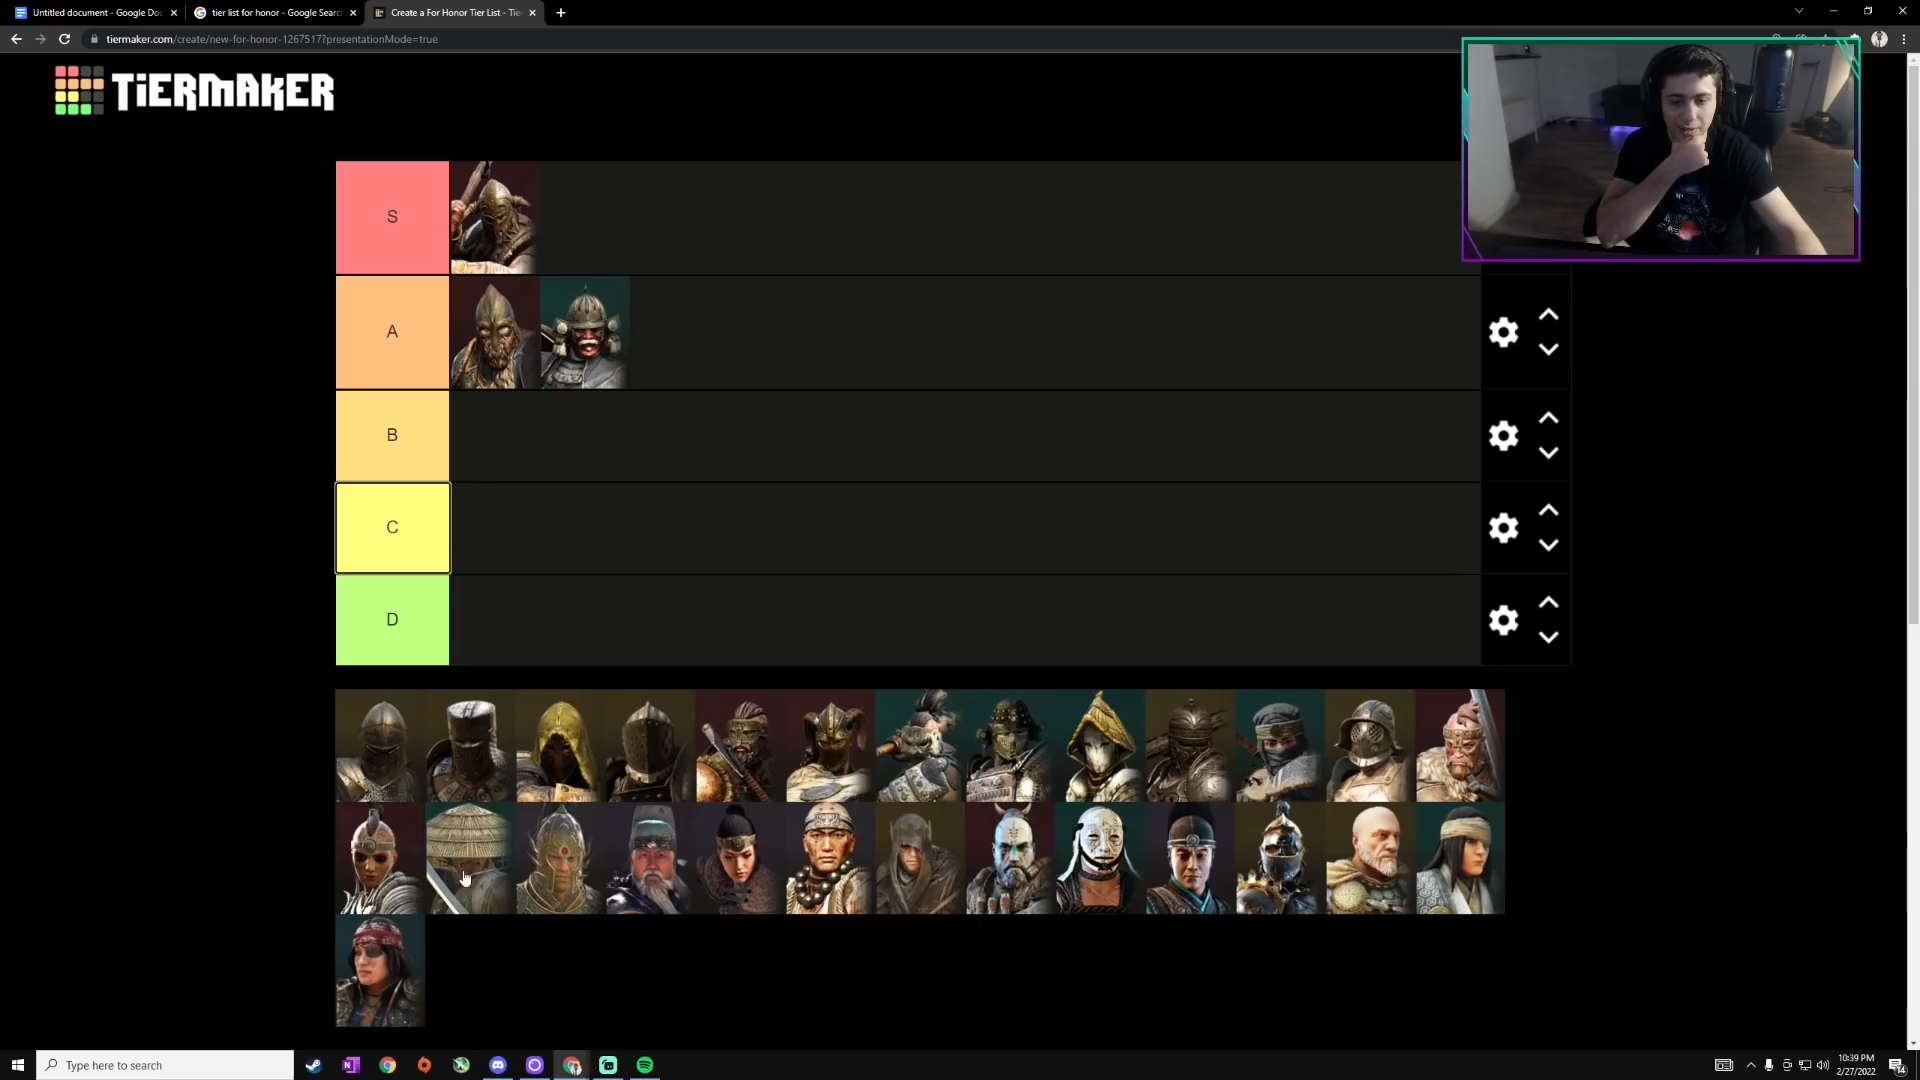 Untitled document - Google Doc
tier list for honor - Google Search
Create a For Honor Tier List - Tie
tiermaker.com/create/new-for-honor-1267517?presentationMode=true
TiERMAKER
S
A
B
C
D
Type here to search
10:39 PM
2/27/2022
14